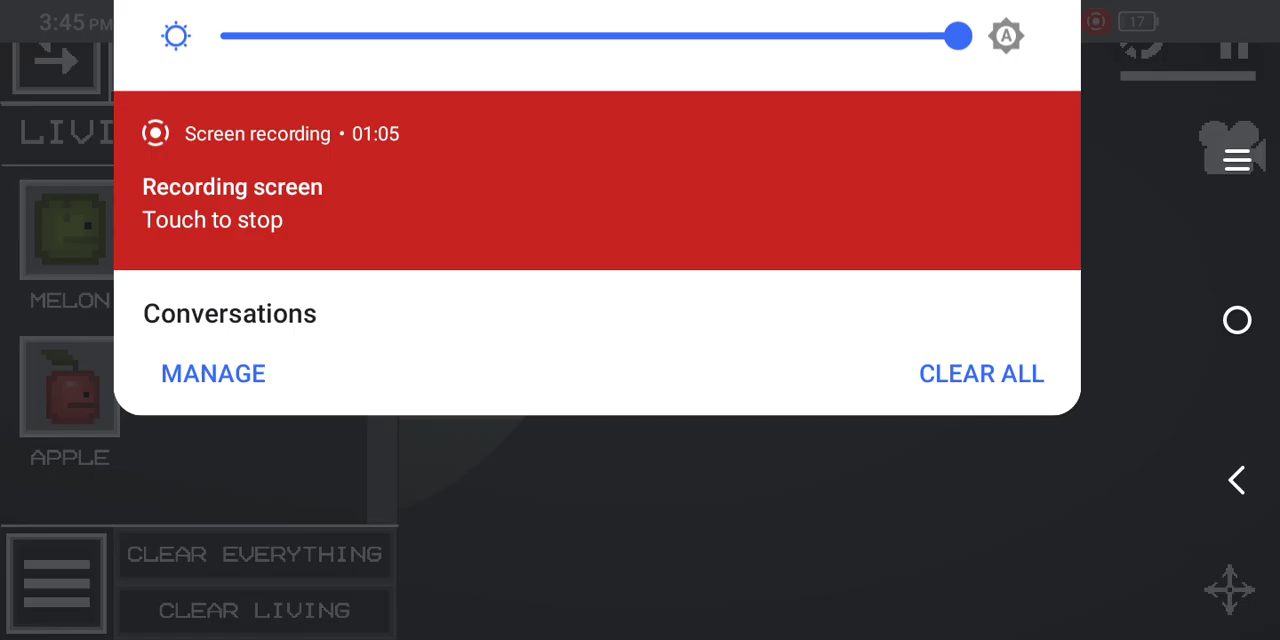 3:45 PM
17
A
Screen recording • 01:05
Recording screen
Touch to stop
Conversations
MANAGE
CLEAR ALL
LIVI
MELON
APPLE
CLEAR EVERYTHING
CLEAR LIVING